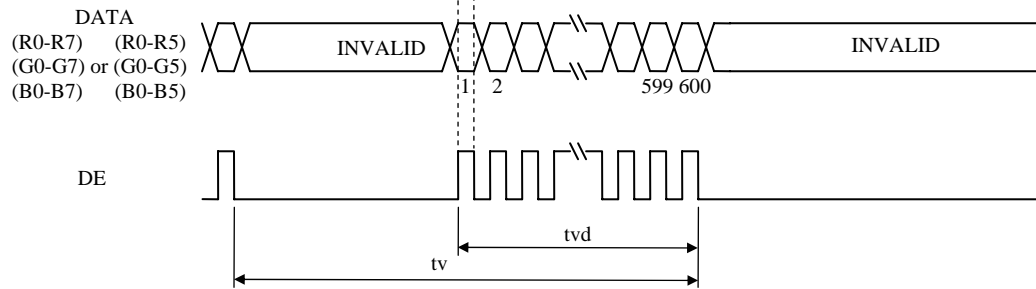 DATA
(R0-R7) (R0-R5)
(G0-G7) or (G0-G5)
(B0-B7) (B0-B5)
INVALID
INVALID
1 2 599 600
DE
tvd
tv